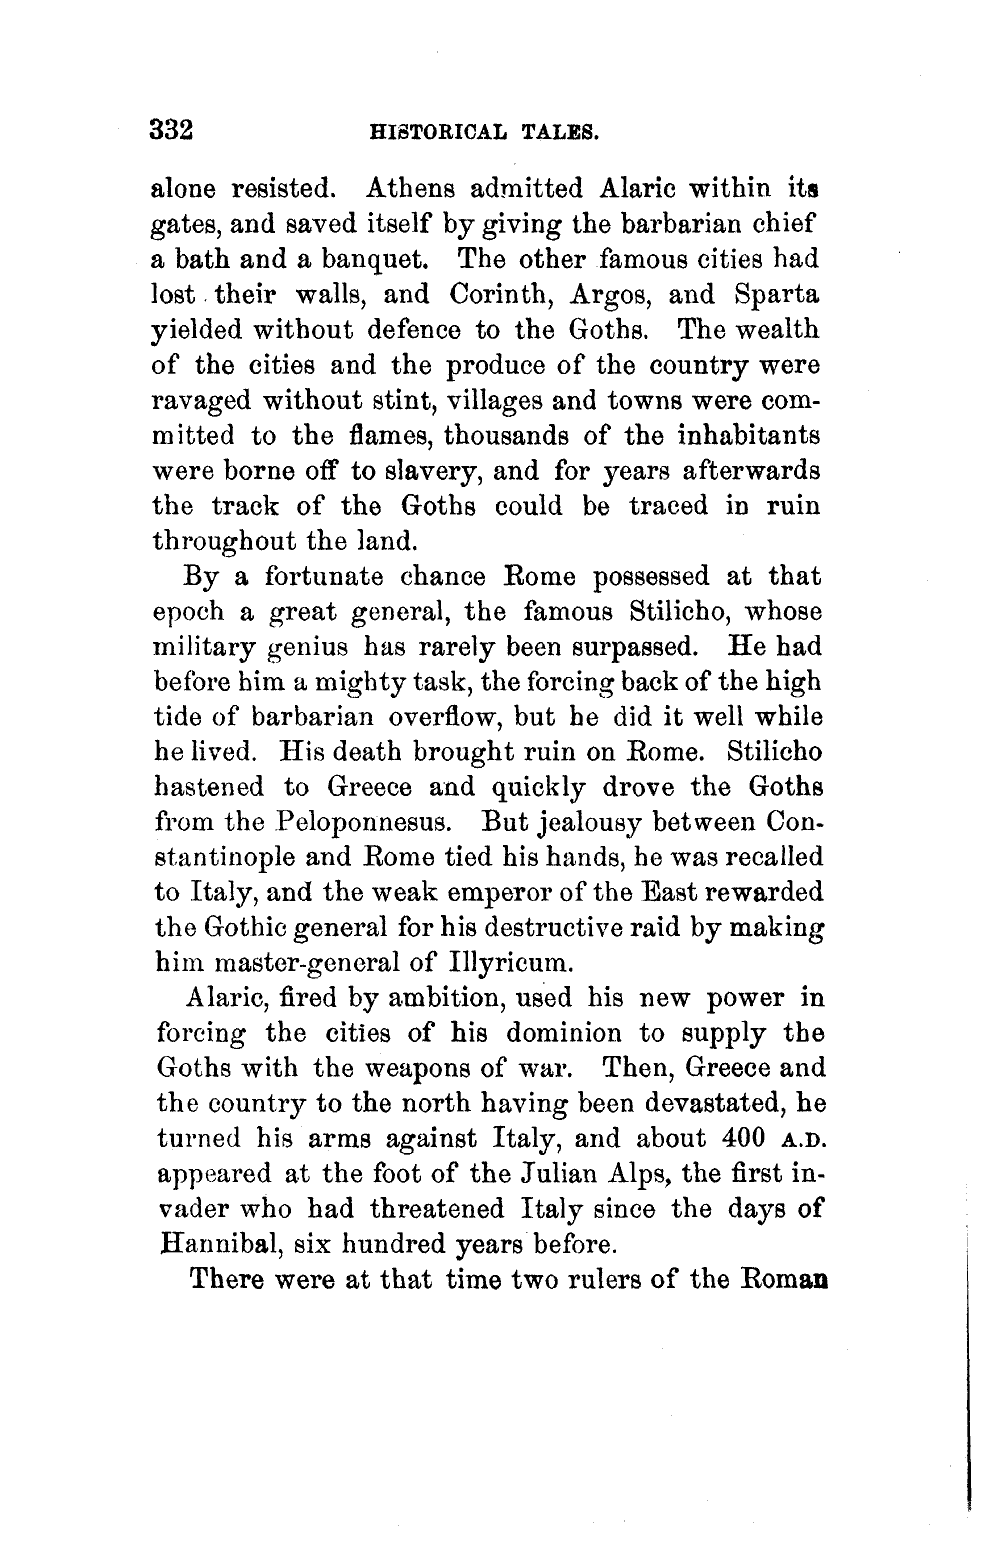 332 HISTORICAL TALES.
alone resisted. Athens admitted Alaric within its
gates, and saved itself by giving the barbarian chief
a bath and a banquet. The other famous cities had
lost their walls, and Corinth, Argos, and Sparta
yielded without defence to the Goths. The wealth
of the cities and the produce of the country were
ravaged without stint, villages and towns were com-
mitted to the flames, thousands of the inhabitants
were borne off to slavery, and for years afterwards
the track of the Goths could be traced in ruin
throughout the land.
By a fortunate chance Rome possessed at that
epoch a great general, the famous Stilicho, whose
military genius has rarely been surpassed. He had
before him a mighty task, the forcing back of the high
tide of barbarian overflow, but he did it well while
he lived. His death brought ruin on Rome. Stilicho
hastened to Greece and quickly drove the Goths
from the Peloponnesus. But jealousy between Con-
stantinople and Rome tied his hands, he was recalled
to Italy, and the weak emperor of the East rewarded
the Gothic general for his destructive raid by making
him master-general of Illyricum.
Alaric, fired by ambition, used his new power in
forcing the cities of his dominion to supply the
Goths with the weapons of war. Then, Greece and
the country to the north having been devastated, he
turned his arms against Italy, and about 400 A.D.
appeared at the foot of the Julian Alps, the first in-
vader who had threatened Italy since the days of
Hannibal, six hundred years before.
There were at that time two rulers of the Roman